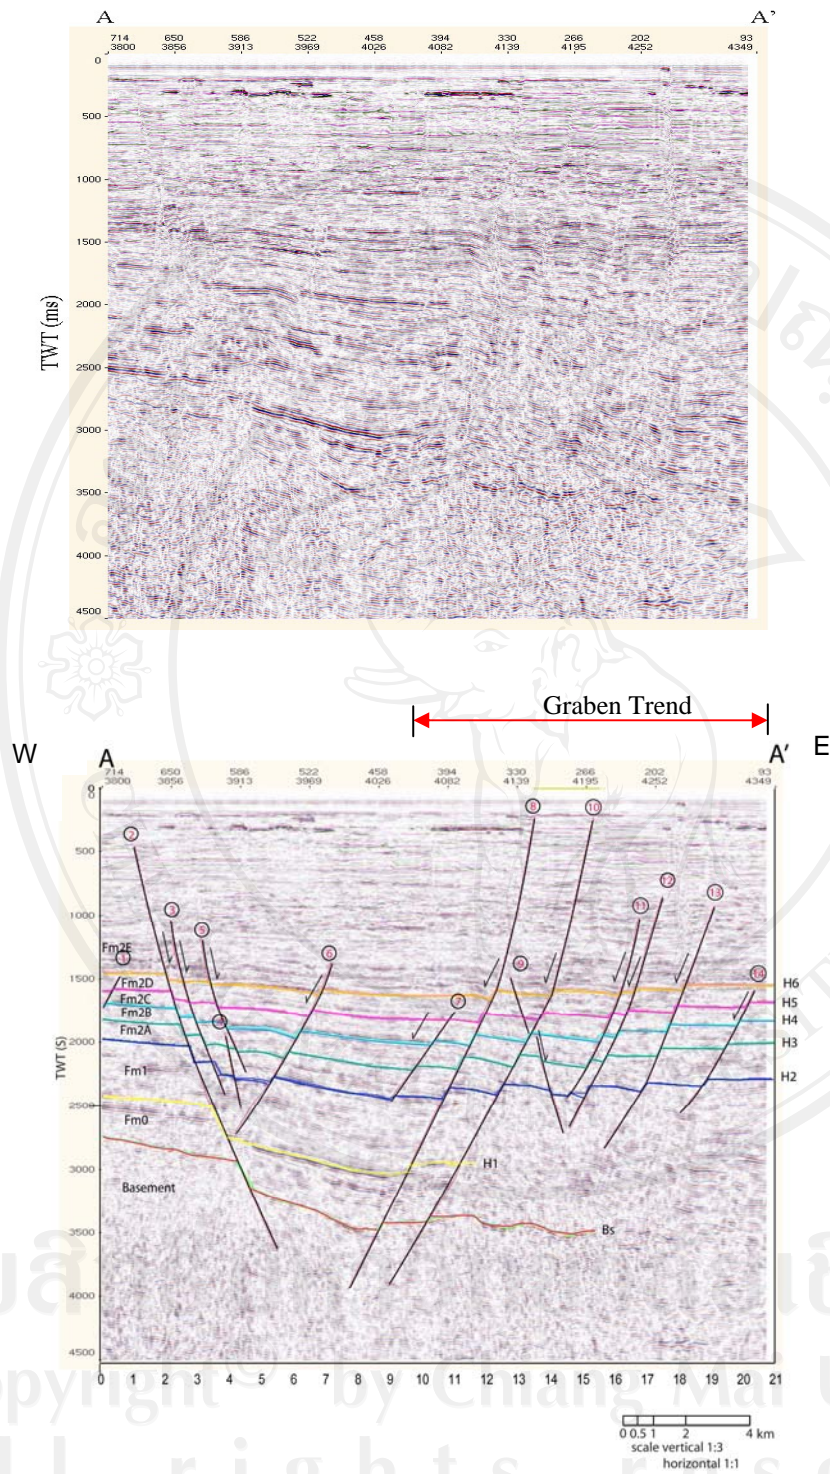 A A’
714 650 586 522 458 394 330 266 202 93
3800 3856 3913 3969 4026 4082 4139 4195 4252 4349
0
500
1000
1500
2000
2500
3000
3500
4000
4500
TWT (ms)
Graben Trend
W E
A A’
714 650 586 522 458 394 330 266 202 93
3800 3856 3913 3969 4026 4082 4139 4195 4252 4349
0
0
500
1000
1500
2000
2500
3000
3500
4000
4500
TWT (S)
8 10
2
12
13
3 11
5
Fm2E
1 6 9
14
Fm2D H6
7
Fm2C H5
Fm2B
4 H4
Fm2A
H3
Fm1 H2
Fm0
H1
Basement
Bs
0 1 2 3 4 5 6 7 8 9 10 11 12 13 14 15 16 17 18 19 20 21
0 0.5 1 2 4 km
scale vertical 1:3
horizontal 1:1
opyright© by Chiang Mai U
l l r i g h t s r e s e